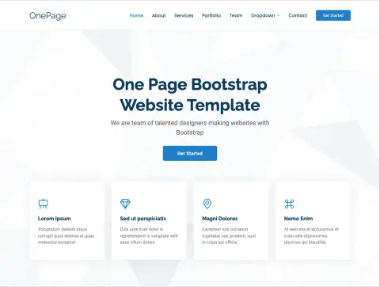 OnePage
Home About Services Portfolio Team Dropdown Contact Get Started
One Page Bootstrap
Website Template
We are team of talented designers making websites with
Bootstrap
Get Started
Lorem Ipsum
Voluptatum deleniti atque
corrupti quos dolores et quas
molestias excepturi
Sed ut perspiciatis
Duis aute irure dolor in
reprehenderit in voluptate velit
esse cillum dolore
Magni Dolores
Excepteur sint occaecat
cupidatat non proident, sunt
in culpa qui officia
Nemo Enim
At vero eos et accusamus et
iusto odio dignissimos
ducimus qui blanditiis